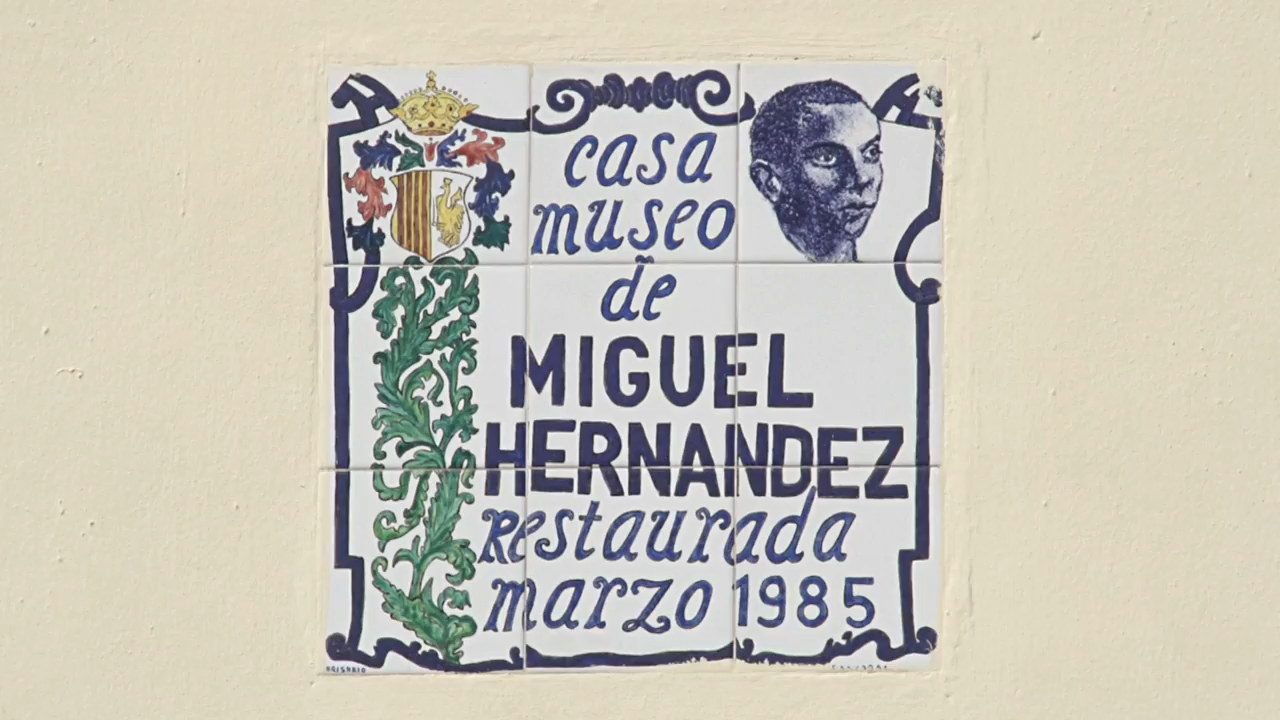 casa
museo
de
MIGUEL
HERNANDEZ
Restaurada
marzo 1985